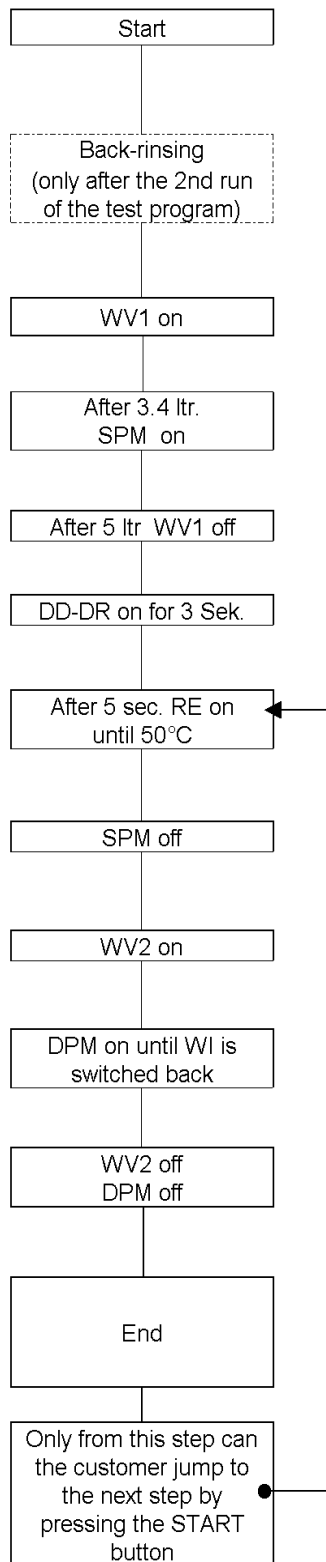 Start
Back-rinsing
(only after the 2nd run
of the test program)
WV1 on
After 3.4 ltr.
SPM on
After 5 ltr WV1 off
DD-DR on for 3 Sek.
After 5 sec. RE on
until 50°C
SPM off
WV2 on
DPM on until WI is
switched back
WV2 off
DPM off
End
Only from this step can
the customer jump to
the next step by
pressing the START
button